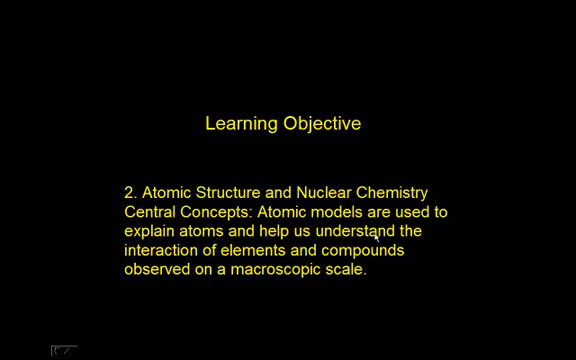 Learning Objective
2. Atomic Structure and Nuclear Chemistry
Central Concepts: Atomic models are used to
explain atoms and help us understand the
interaction of elements and compounds
observed on a macroscopic scale.